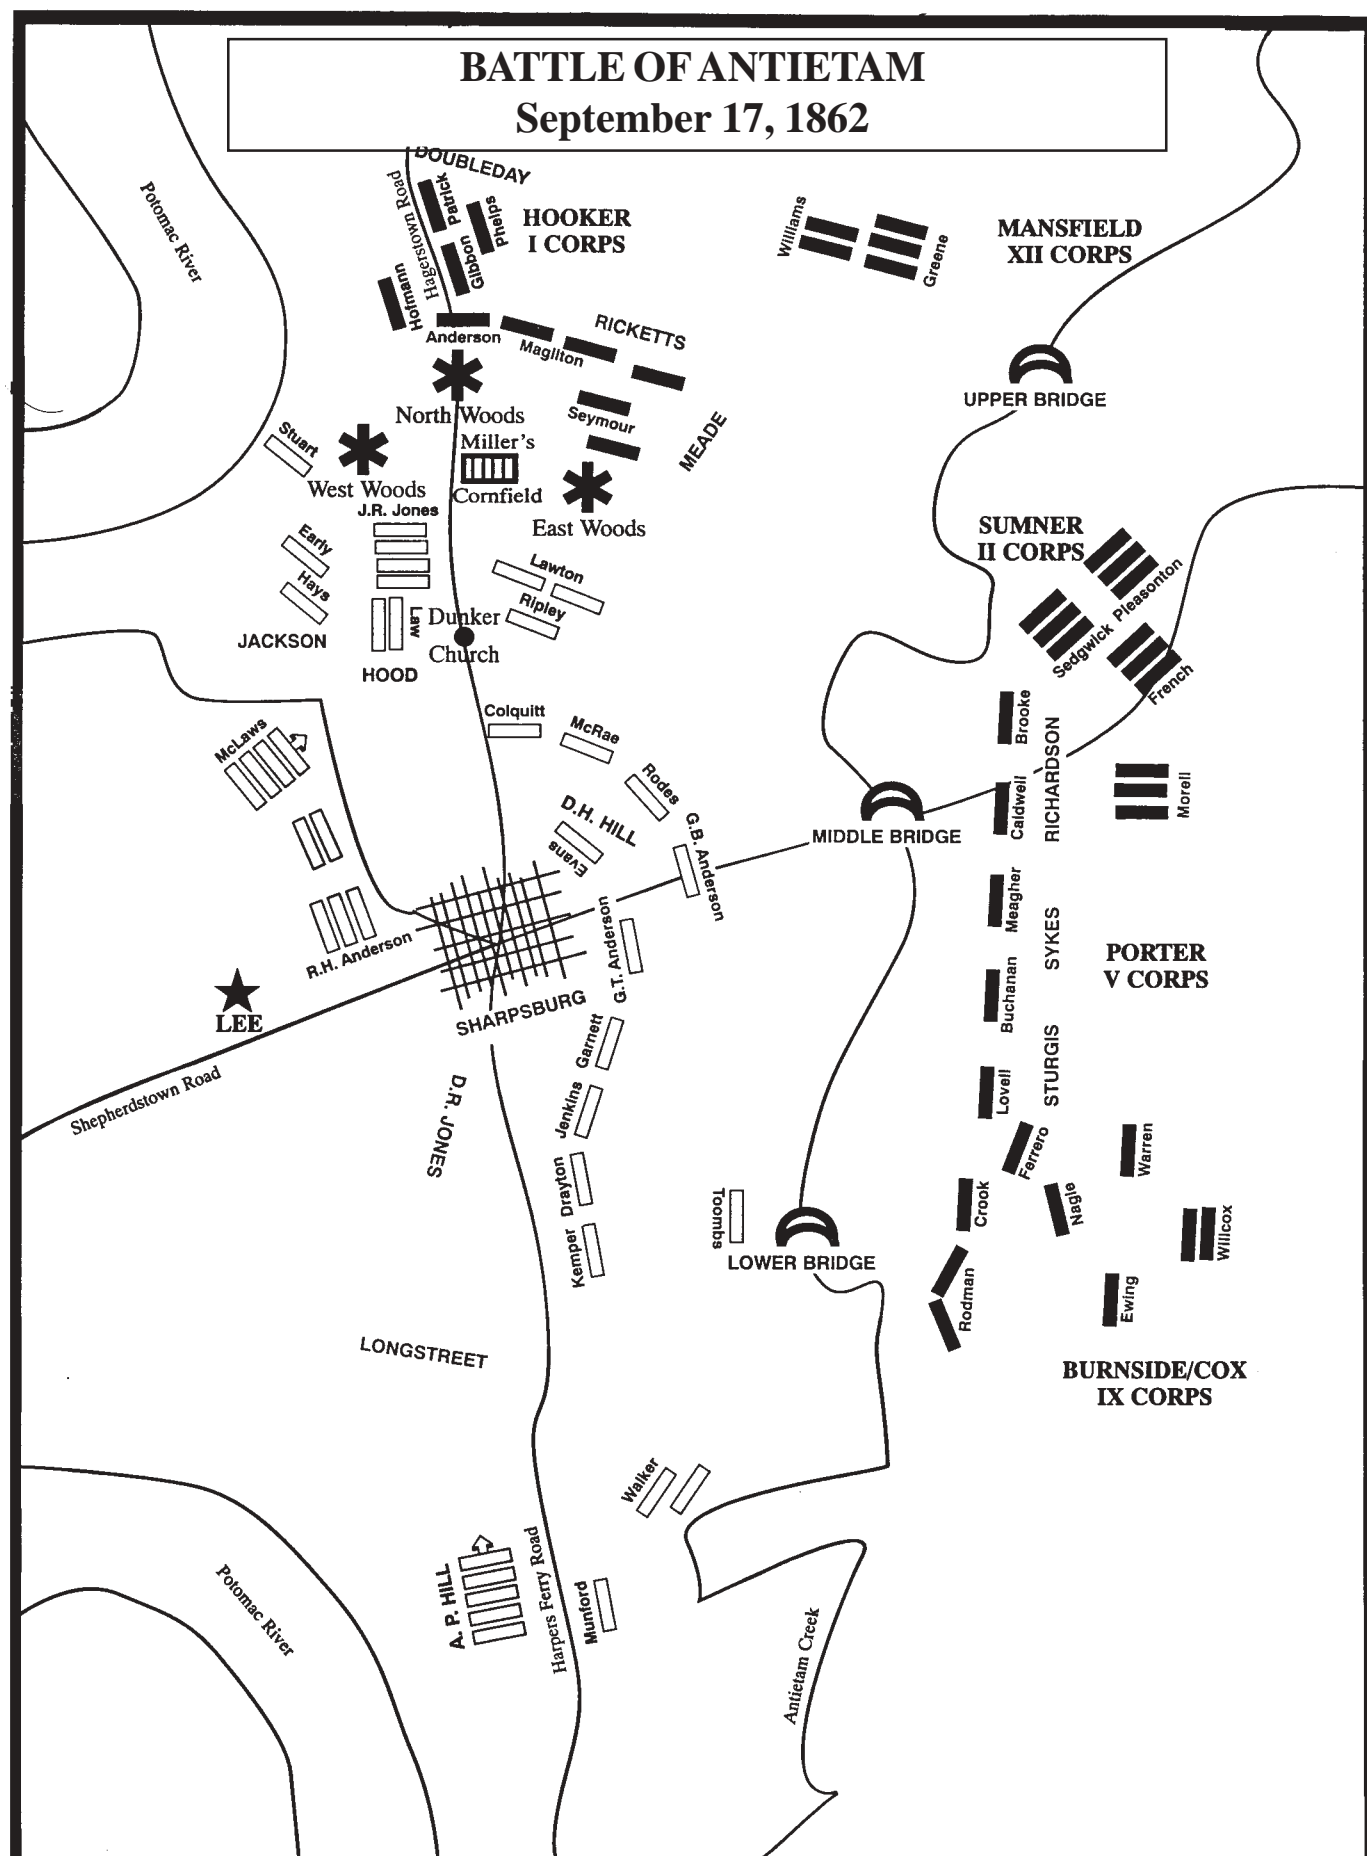 BATTLE OF ANTIETAM
September 17, 1862
DOUBLEDAY
Patrick
Phelps
Hagerstown Road
Gibbon
Hofmann
HOOKER
I CORPS
Potomac River
Williams
Greene
MANSFIELD
XII CORPS
Anderson
Magilton
RICKETTS
UPPER BRIDGE
North Woods
Seymour
MEADE
Stuart
Miller's
Cornfield
West Woods
East Woods
J.R. Jones
SUMNER
II CORPS
Early
Hays
Lawton
Ripley
Law
Dunker
Church
JACKSON
HOOD
Pleasonton
Sedgwick
French
Colquitt
McRae
Brooke
RICHARDSON
McLaws
Rodes
D.H. HILL
Evans
G.B. Anderson
MIDDLE BRIDGE
Caldwell
Morell
Meagher
SYKES
R.H. Anderson
G.T. Anderson
PORTER
V CORPS
LEE
SHARPSBURG
Buchanan
Garnett
STURGIS
Lovell
Shepherdstown Road
D.R. JONES
Jenkins
Ferrero
Warren
Drayton
Toombs
Crook
Nagle
Willcox
Kemper
LOWER BRIDGE
Rodman
Ewing
LONGSTREET
BURNSIDE/COX
IX CORPS
Walker
A. P. HILL
Harpers Ferry Road
Munford
Potomac River
Antietam Creek